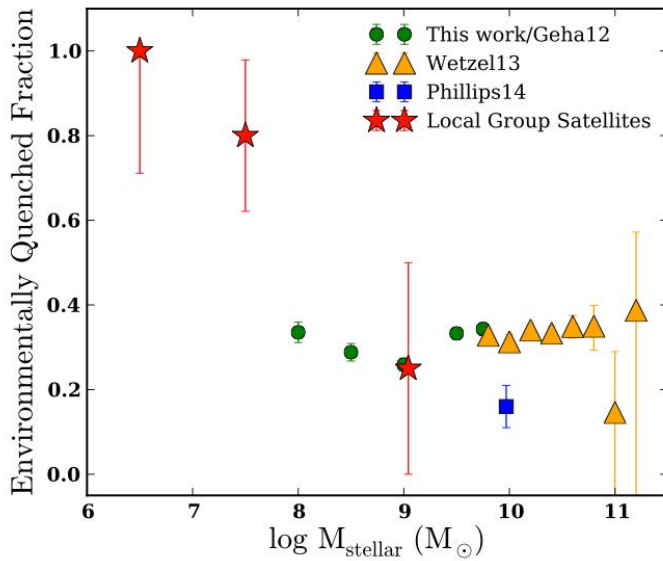 This work/Geha12
Wetzel13
Phillips14
Local Group Satellites
Environmentally Quenched Fraction
1.0
0.8
0.6
0.4
0.2
0.0
6 7 8 9 10 11
log M_stellar (M_⊙)